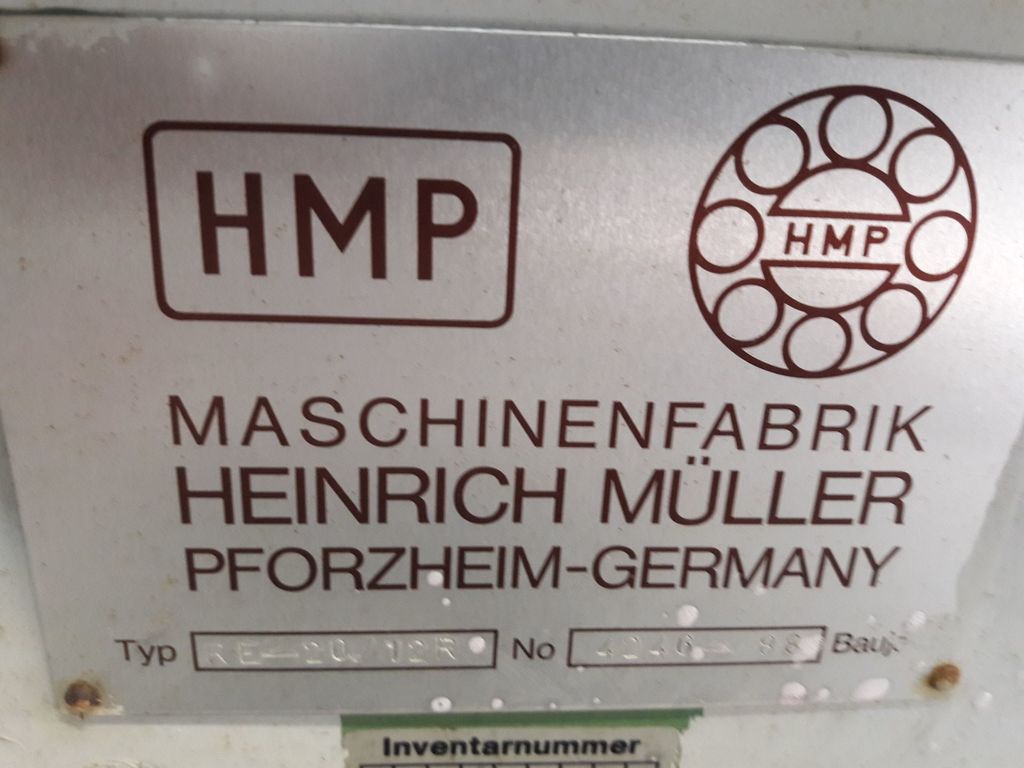 HMP
HMP
MASCHINENFABRIK
HEINRICH MÜLLER
PFORZHEIM-GERMANY
Typ No
Inventarnummer